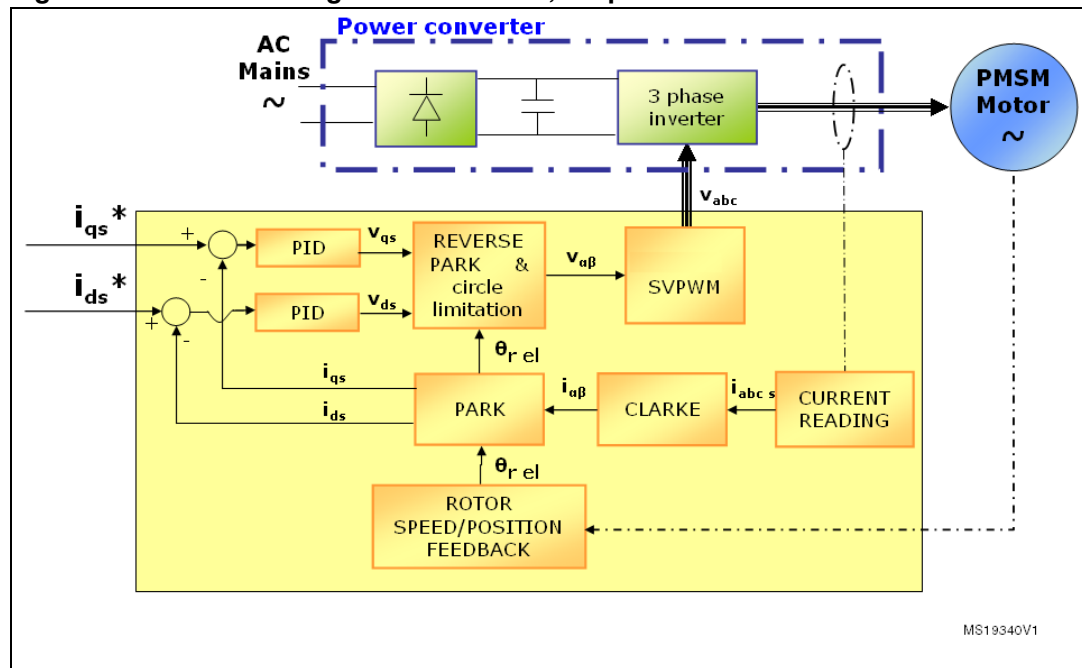 Power converter
AC
Mains
~
3 phase
inverter
PMSM
Motor
~
v_abc
i_qs*
i_ds*
+
-
+
-
PID
v_qs
PID
v_ds
REVERSE
PARK &
circle
limitation
v_αβ
SVPWM
θ_r el
i_qs
i_ds
PARK
i_αβ
CLARKE
i_abc s
CURRENT
READING
θ_r el
ROTOR
SPEED/POSITION
FEEDBACK
MS19340V1